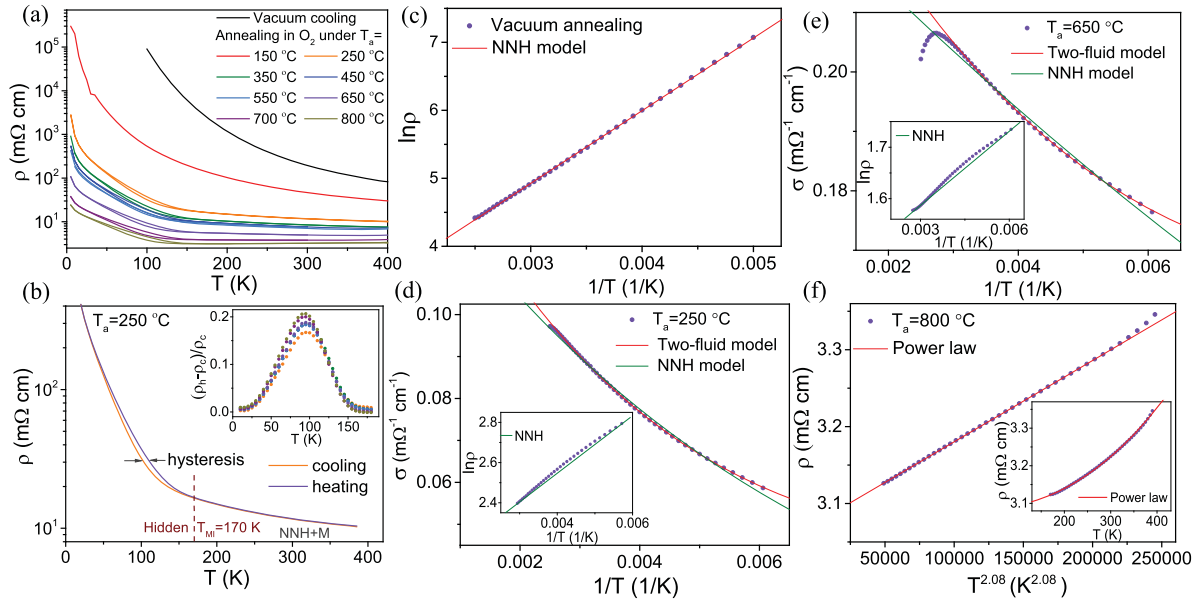 (a)
Vacuum cooling
Annealing in O2 under Ta=
150 °C
250 °C
350 °C
450 °C
550 °C
650 °C
700 °C
800 °C
10^5
10^4
10^3
10^2
10^1
ρ (mΩ cm)
0
100
200
300
400
T (K)
(b)
Ta=250 °C
(ρh-ρc)/ρc
0.2
0.1
0.0
0
50
100
150
T (K)
hysteresis
cooling
heating
Hidden
TMI=170 K
NNH+M
10^2
10^1
ρ (mΩ cm)
0
100
200
300
400
T (K)
(c)
Vacuum annealing
NNH model
7
6
5
4
lnρ
0.003
0.004
0.005
1/T (1/K)
(d)
Ta=250 °C
Two-fluid model
NNH model
0.10
0.08
0.06
σ (mΩ-1 cm-1)
NNH
2.8
2.6
2.4
lnρ
0.004
0.006
1/T (1/K)
0.002
0.004
0.006
1/T (1/K)
(e)
Ta=650 °C
Two-fluid model
NNH model
0.20
0.18
σ (mΩ-1 cm-1)
NNH
1.7
1.6
lnρ
0.003
0.006
1/T (1/K)
0.002
0.004
0.006
1/T (1/K)
(f)
Ta=800 °C
Power law
3.3
3.2
3.1
ρ (mΩ cm)
3.3
3.2
3.1
ρ (mΩ cm)
Power law
200
300
400
T (K)
50000
100000
150000
200000
250000
T2.08 (K2.08)